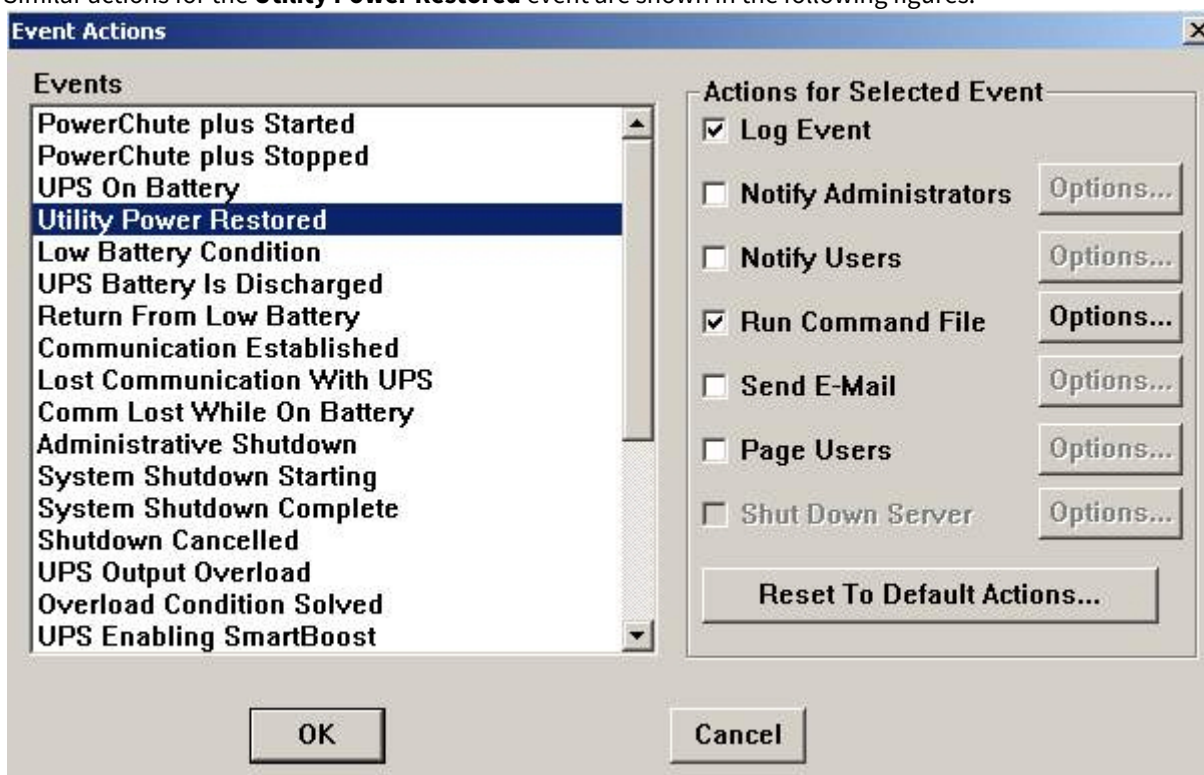 Similar actions for the Utility Power Restored event are shown in the following figures.
Event Actions
Events
PowerChute plus Started
PowerChute plus Stopped
UPS On Battery
Utility Power Restored
Low Battery Condition
UPS Battery Is Discharged
Return From Low Battery
Communication Established
Lost Communication With UPS
Comm Lost While On Battery
Administrative Shutdown
System Shutdown Starting
System Shutdown Complete
Shutdown Cancelled
UPS Output Overload
Overload Condition Solved
UPS Enabling SmartBoost
Actions for Selected Event
Log Event
Notify Administrators Options...
Notify Users Options...
Run Command File Options...
Send E-Mail Options...
Page Users Options...
Shut Down Server Options...
Reset To Default Actions...
OK
Cancel